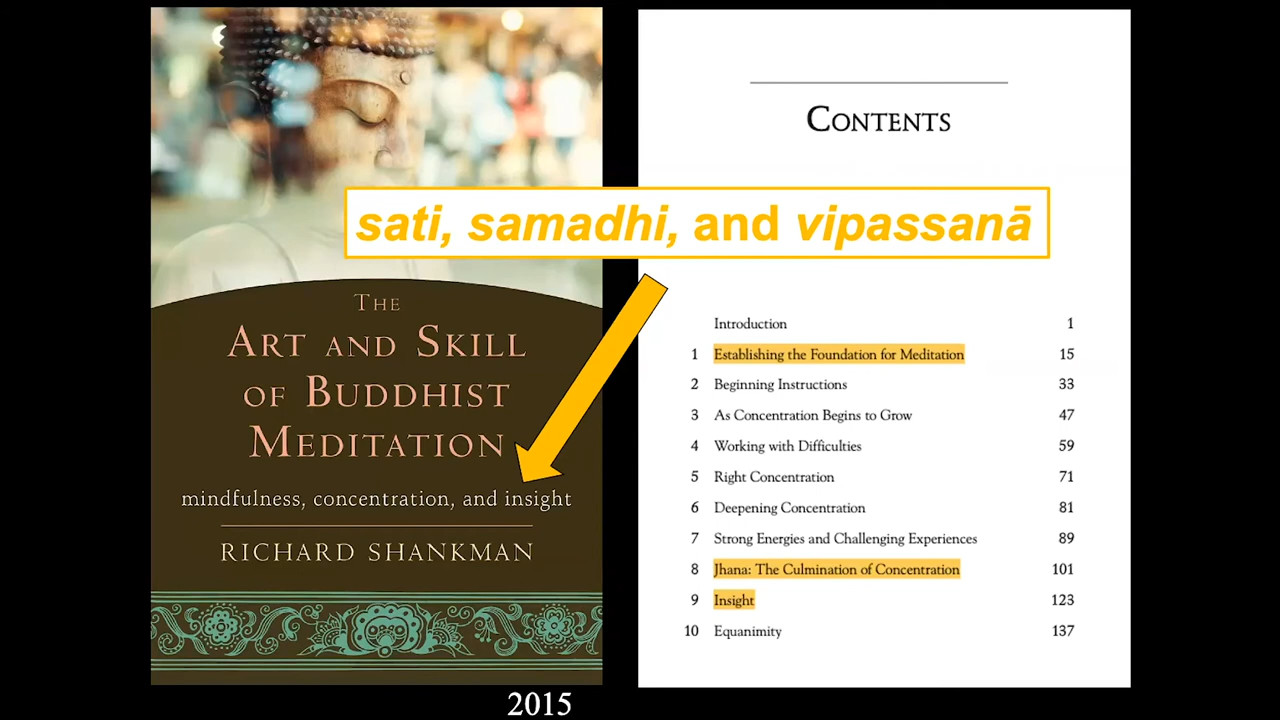 sati, samadhi, and vipassanā
THE
ART AND SKILL
OF BUDDHIST
MEDITATION
mindfulness, concentration, and insight
RICHARD SHANKMAN
2015
CONTENTS
Introduction 1
1 Establishing the Foundation for Meditation 15
2 Beginning Instructions 33
3 As Concentration Begins to Grow 47
4 Working with Difficulties 59
5 Right Concentration 71
6 Deepening Concentration 81
7 Strong Energies and Challenging Experiences 89
8 Jhana: The Culmination of Concentration 101
9 Insight 123
10 Equanimity 137